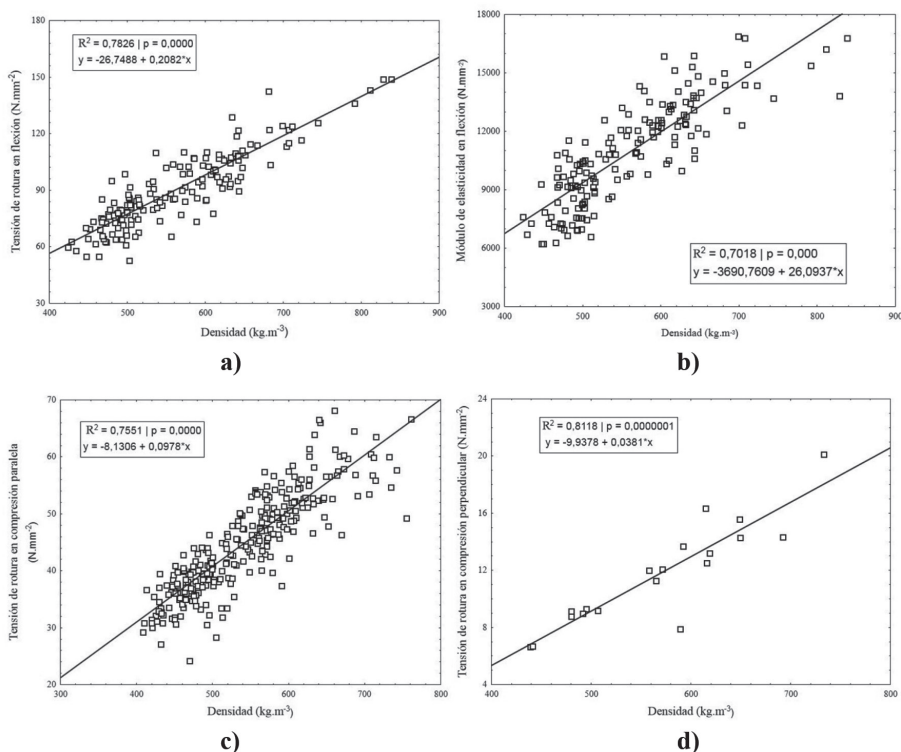 R² = 0,7826 | p = 0,0000
y = -26,7488 + 0,2082*x
Tensión de rotura en flexión (N.mm⁻²)
180
150
120
90
60
30
400 500 600 700 800 900
Densidad (kg.m⁻³)
a)
18000
15000
12000
9000
6000
3000
Módulo de elasticidad en flexión (N.mm⁻²)
R² = 0,7018 | p = 0,000
y = -3690,7609 + 26,0937*x
400 500 600 700 800 900
Densidad (kg.m⁻³)
b)
R² = 0,7551 | p = 0,0000
y = -8,1306 + 0,0978*x
Tensión de rotura en compresión paralela
(N.mm⁻²)
70
60
50
40
30
20
300 400 500 600 700 800
Densidad (kg.m⁻³)
c)
R² = 0,8118 | p = 0,0000001
y = -9,9378 + 0,0381*x
Tensión de rotura en compresión perpendicular (N.mm⁻²)
24
20
16
12
8
4
400 500 600 700 800
Densidad (kg.m⁻³)
d)